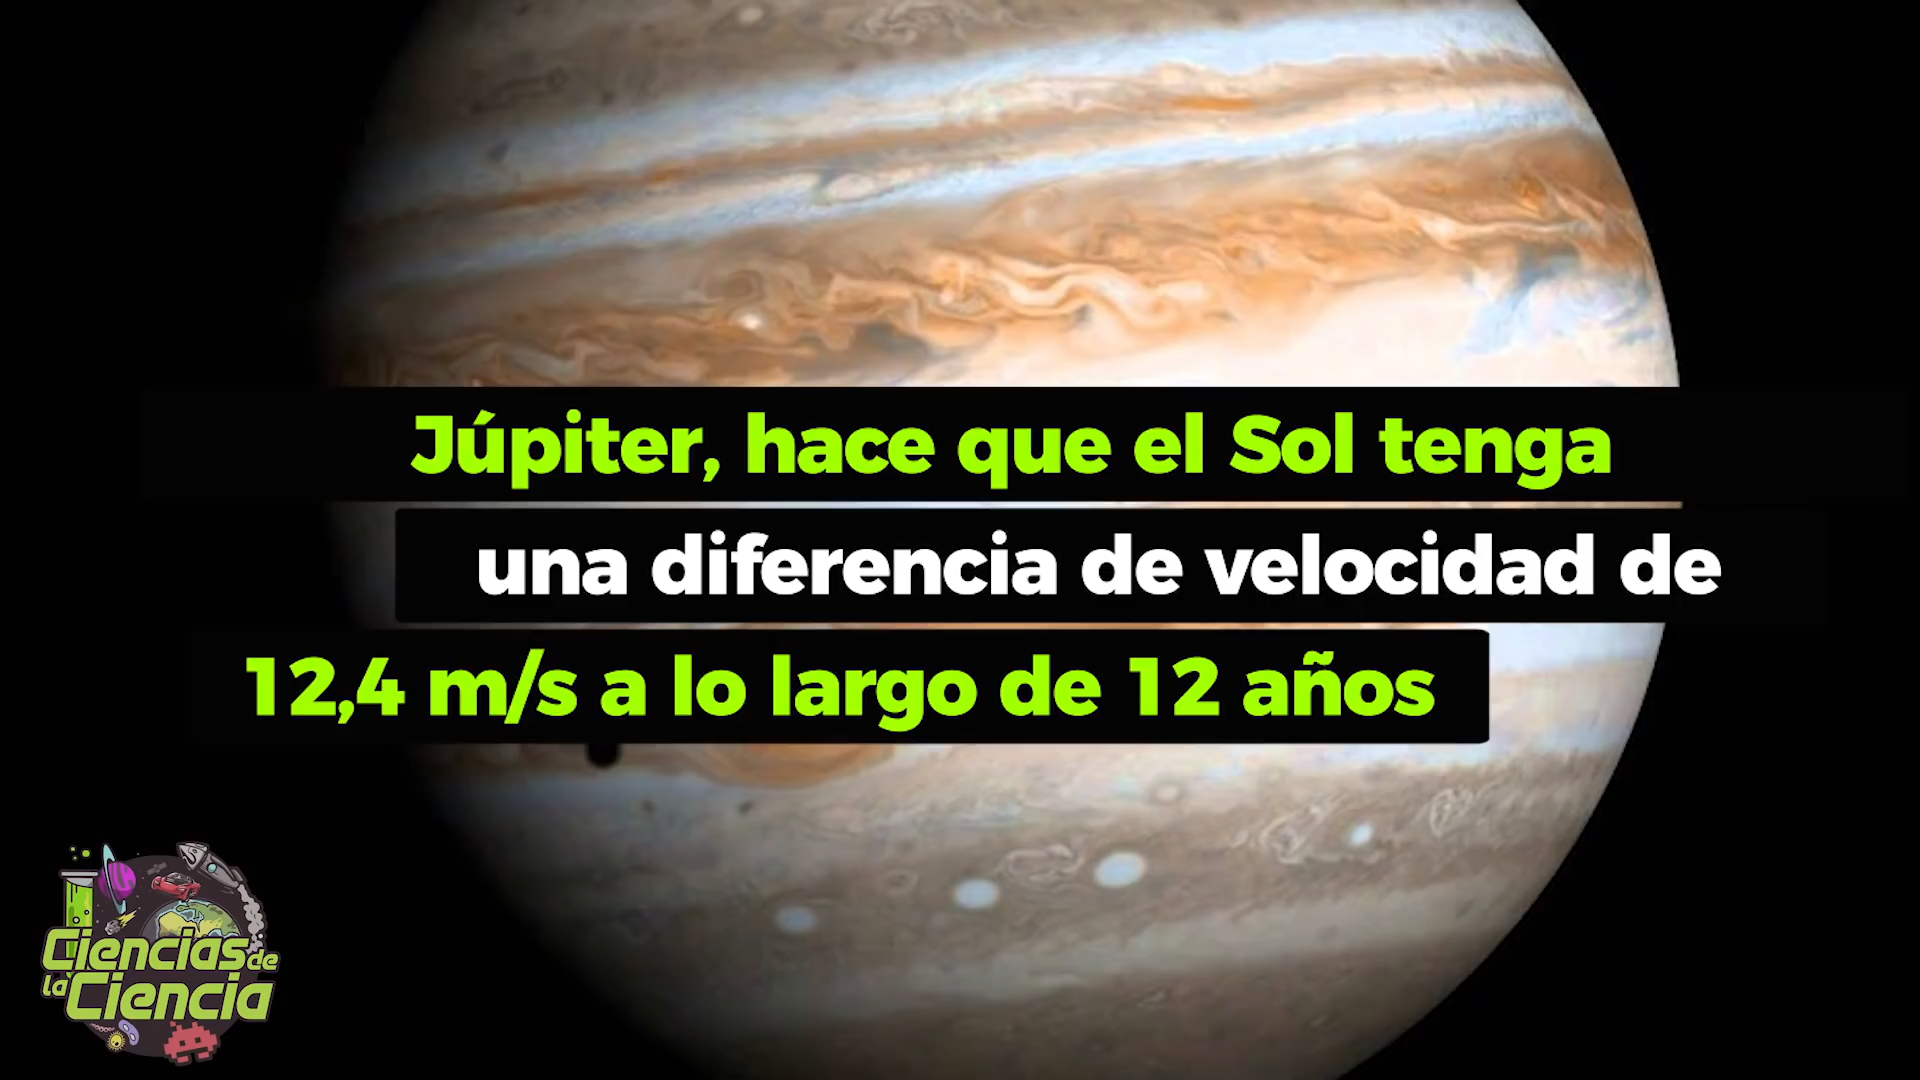 Júpiter, hace que el Sol tenga
una diferencia de velocidad de
12,4 m/s a lo largo de 12 años
Ciencias de
la Ciencia